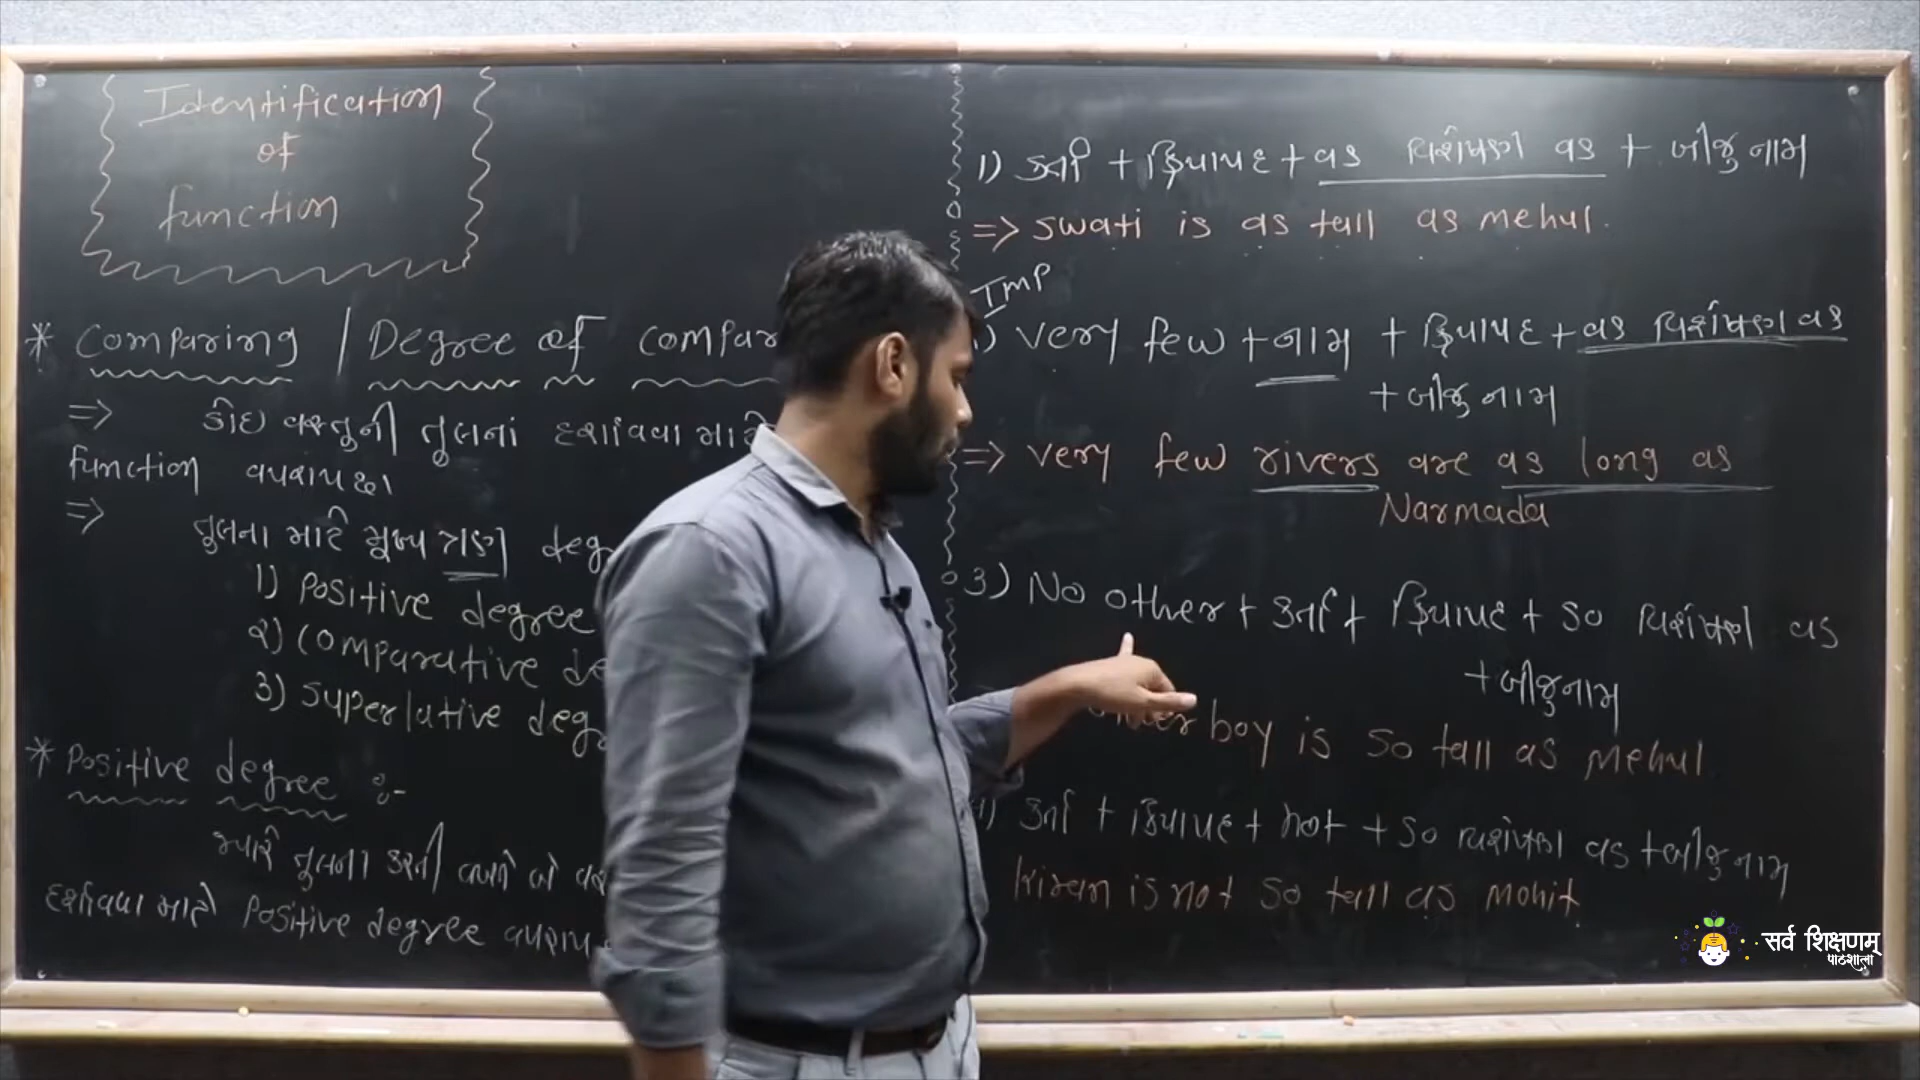 Identification
of
function
* Comparing / Degree of compar
=> કોઇ વસ્તુની તુલના દર્શાવવા માટે
function વપરાય છે।
=> તુલના માટે મુખ્ય ત્રણ deg
1) Positive degree
2) Comparative de
3) Superlative deg
* Positive degree :-
જ્યારે તુલના કરતી વખતે બે
દર્શાવવા માટે Positive degree વપરાય
1) કર્તા + ક્રિયાપદ + as વિશેષણ as + બીજુ નામ
=> swati is as tall as mehul.
Imp
) very few + નામ + ક્રિયાપદ + as વિશેષણ as
+ બીજુ નામ
=> very few rivers are as long as
Narmada
3) No other + કર્તા + ક્રિયાપદ + so વિશેષણ as
+ બીજુ નામ
other boy is so tall as Mehul
) કર્તા + ક્રિયાપદ + not + so વિશેષણ as + બીજુ નામ
kiran is not so tall as Mohit.
सर्व शिक्षणम्
पाठशाला